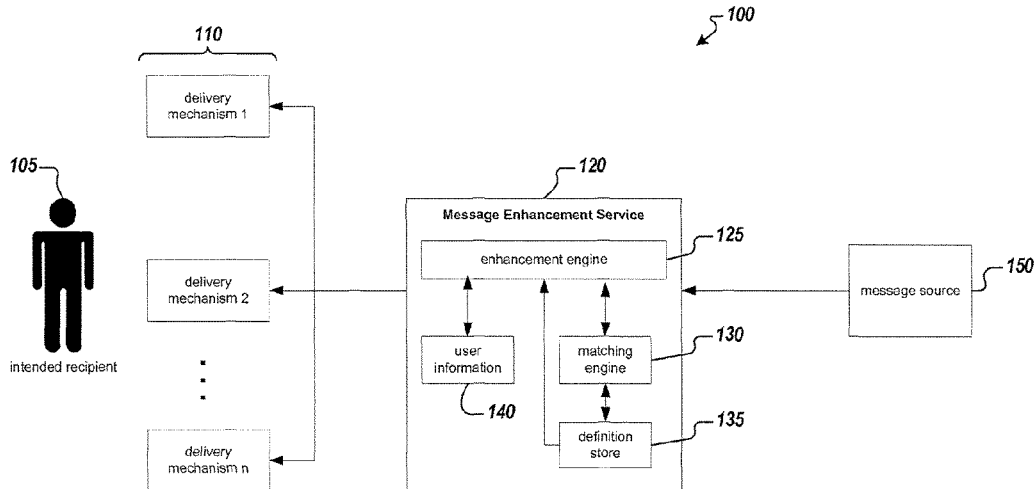 100
110
delivery
mechanism 1
105
120
Message Enhancement Service
125
enhancement engine
delivery
mechanism 2
150
message source
intended recipient
user
information
130
matching
engine
140
135
definition
store
delivery
mechanism n